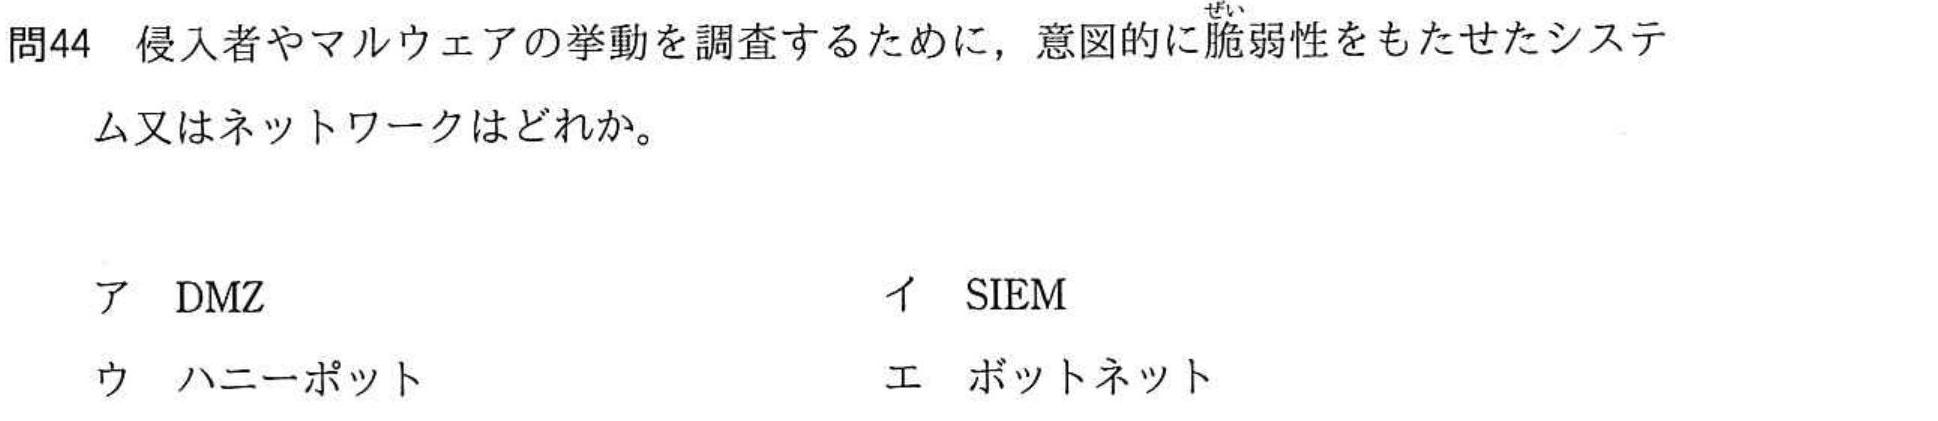 ぜい
問44　侵入者やマルウェアの挙動を調査するために，意図的に脆弱性をもたせたシステ
ム又はネットワークはどれか。
ア　DMZ　イ　SIEM
ウ　ハニーポット　エ　ボットネット